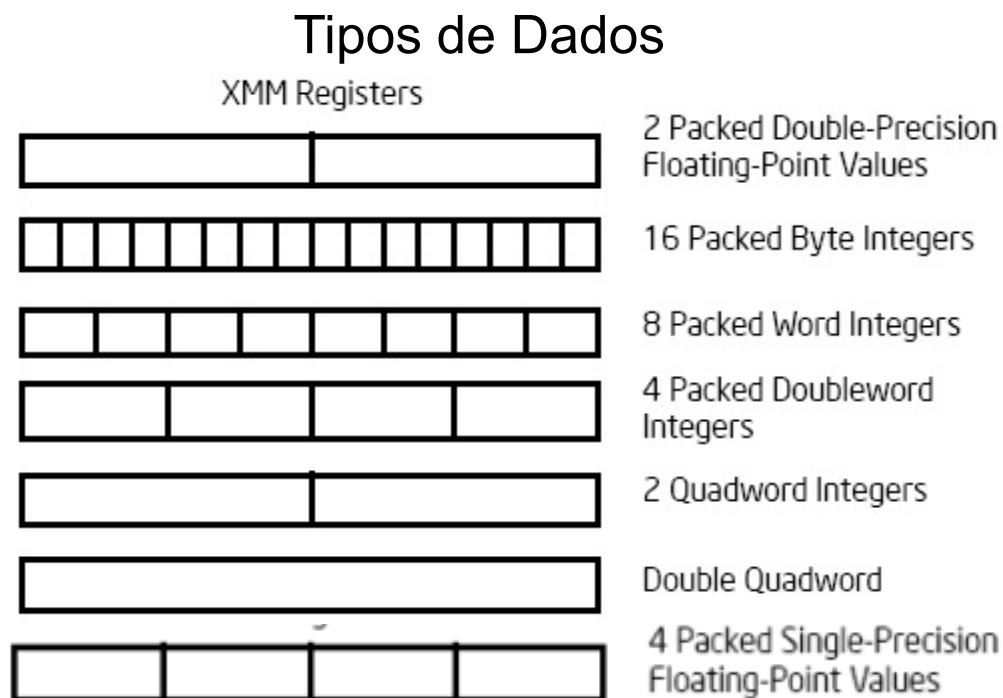 Tipos de Dados
XMM Registers
2 Packed Double-Precision
Floating-Point Values
16 Packed Byte Integers
8 Packed Word Integers
4 Packed Doubleword
Integers
2 Quadword Integers
Double Quadword
4 Packed Single-Precision
Floating-Point Values